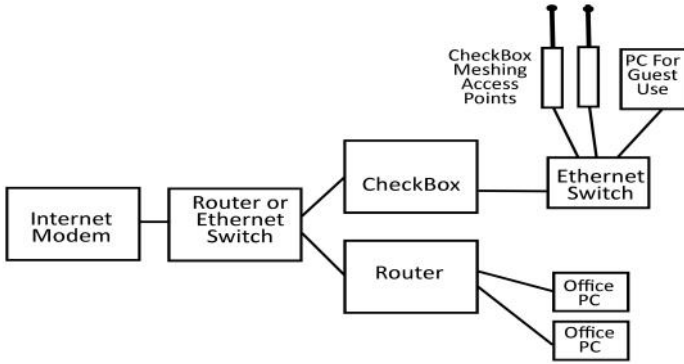 CheckBox
Meshing
Access
Points
PC For
Guest
Use
Ethernet
Switch
CheckBox
Router or
Ethernet
Switch
Internet
Modem
Router
Office
PC
Office
PC